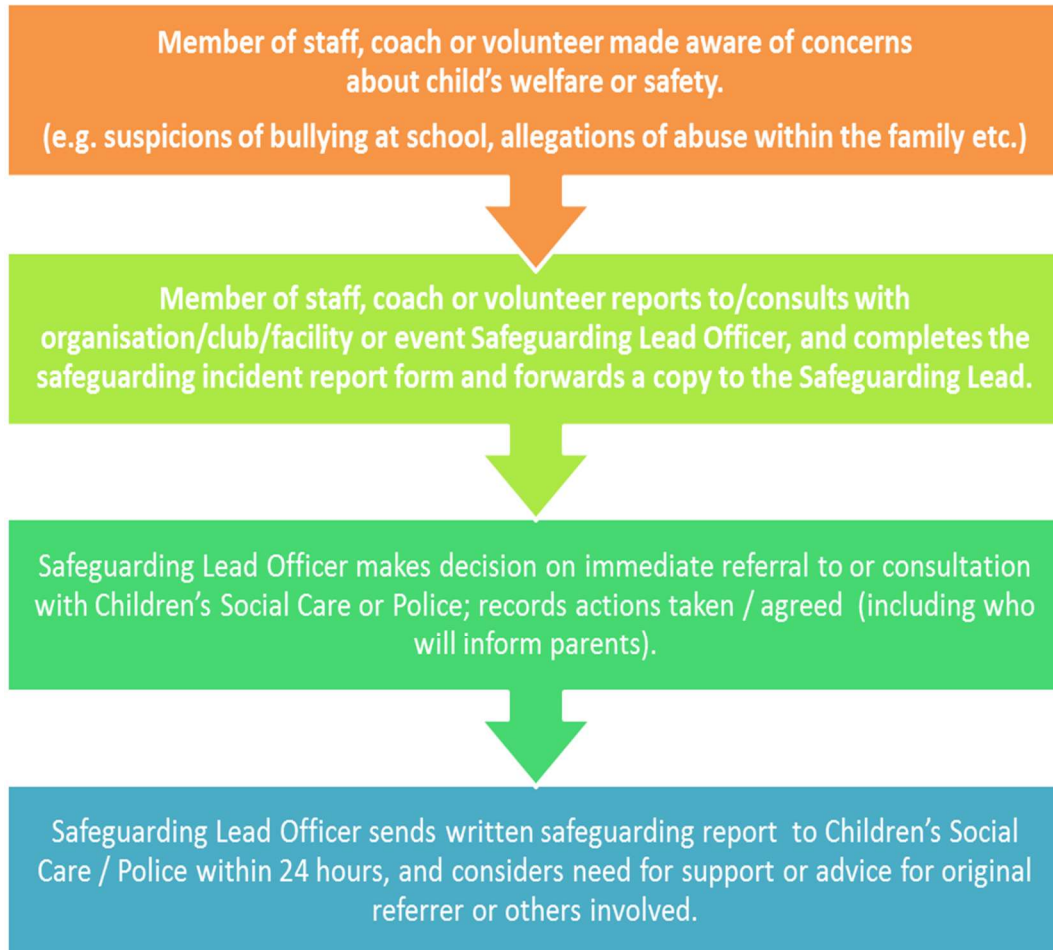 Member of staff, coach or volunteer made aware of concerns
about child’s welfare or safety.
(e.g. suspicions of bullying at school, allegations of abuse within the family etc.)
Member of staff, coach or volunteer reports to/consults with
organisation/club/facility or event Safeguarding Lead Officer, and completes the
safeguarding incident report form and forwards a copy to the Safeguarding Lead.
Safeguarding Lead Officer makes decision on immediate referral to or consultation
with Children’s Social Care or Police; records actions taken / agreed (including who
will inform parents).
Safeguarding Lead Officer sends written safeguarding report to Children’s Social
Care / Police within 24 hours, and considers need for support or advice for original
referrer or others involved.